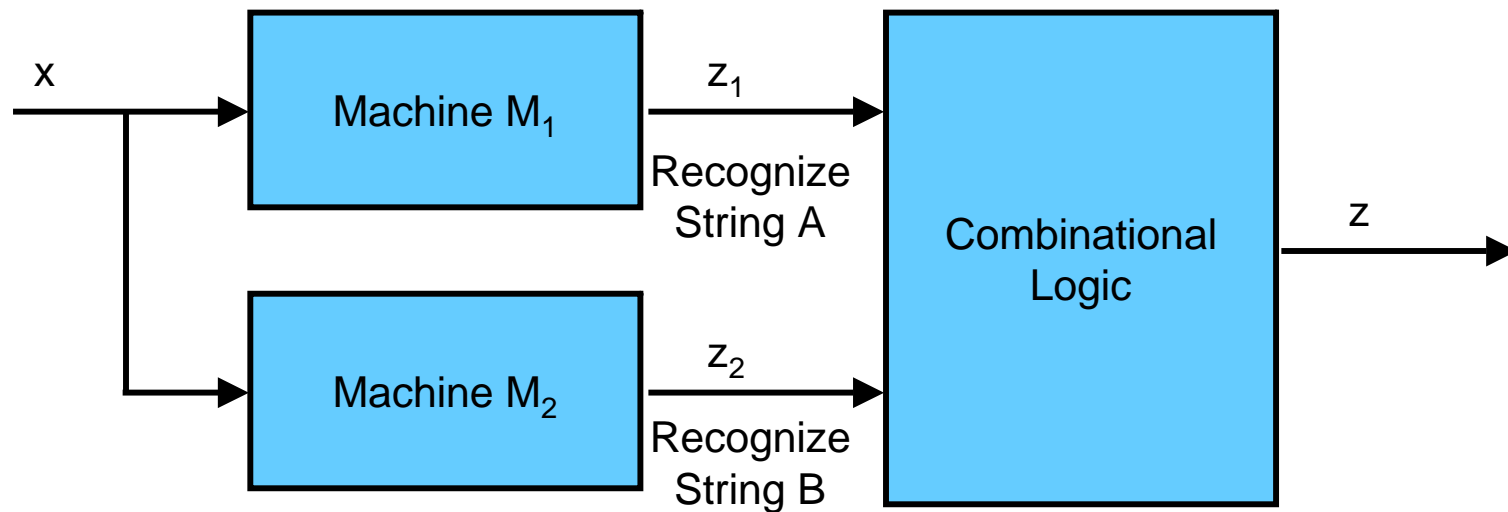 x
Machine M₁
z₁
Recognize
String A
Machine M₂
z₂
Recognize
String B
Combinational
Logic
z